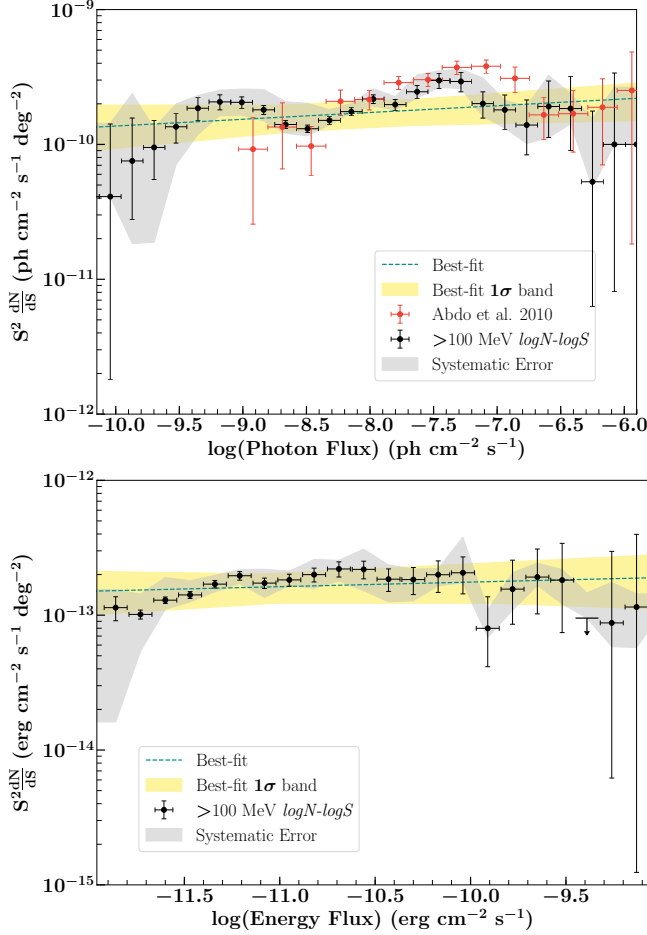 10⁻⁹
10⁻¹⁰
10⁻¹¹
10⁻¹²
S² dN/dS (ph cm⁻² s⁻¹ deg⁻²)
Best-fit
Best-fit 1σ band
Abdo et al. 2010
>100 MeV logN-logS
Systematic Error
−10.0 −9.5 −9.0 −8.5 −8.0 −7.5 −7.0 −6.5 −6.0
log(Photon Flux) (ph cm⁻² s⁻¹)
10⁻¹²
10⁻¹³
10⁻¹⁴
10⁻¹⁵
S² dN/dS (erg cm⁻² s⁻¹ deg⁻²)
Best-fit
Best-fit 1σ band
>100 MeV logN-logS
Systematic Error
−11.5 −11.0 −10.5 −10.0 −9.5
log(Energy Flux) (erg cm⁻² s⁻¹)